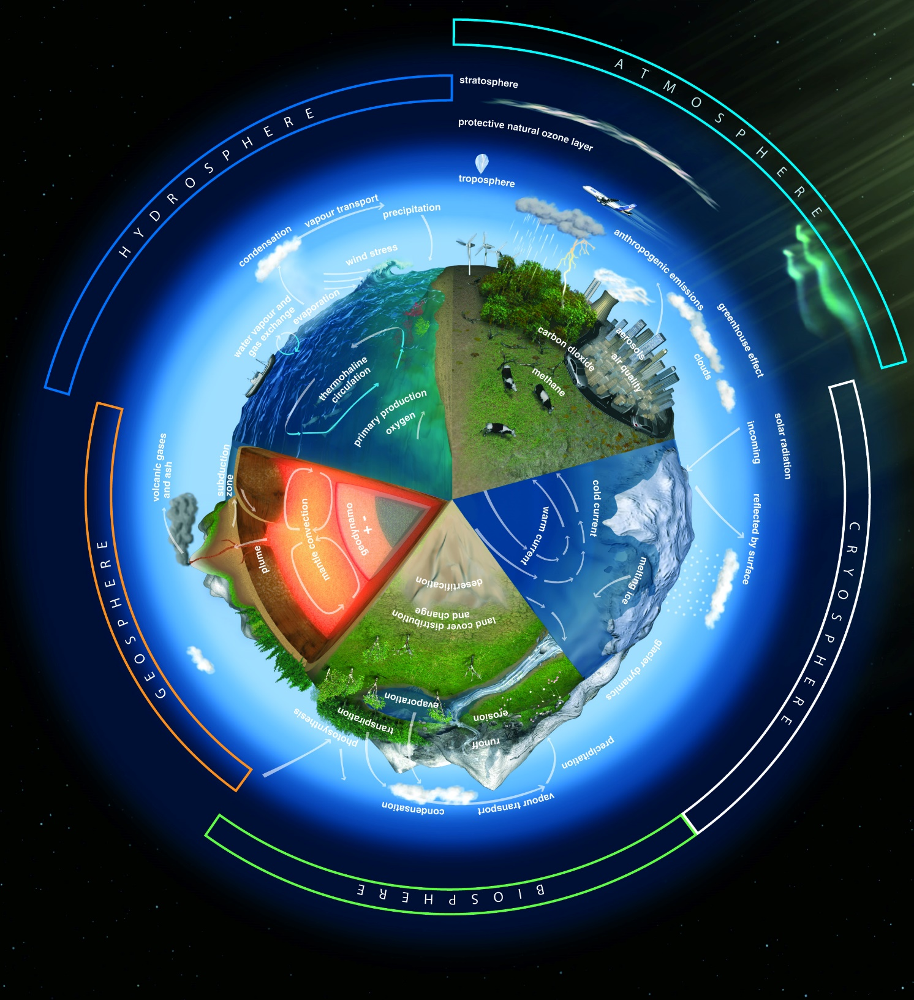 ATMOSPHERE
stratosphere
protective natural ozone layer
troposphere
anthropogenic emissions
greenhouse effect
clouds
carbon dioxide
aerosols
air quality
methane
CRYOSPHERE
solar radiation
incoming
reflected by surface
cold current
warm current
melting ice
glacier dynamics
BIOSPHERE
desertification
land cover distribution
and change
evaporation
erosion
transpiration
runoff
photosynthesis
precipitation
vapour transport
condensation
GEOSPHERE
volcanic gases
and ash
subduction
zone
plume
mantle convection
geodynamo
- +
HYDROSPHERE
condensation
vapour transport
precipitation
wind stress
evaporation
water vapour and
gas exchange
thermohaline
circulation
primary production
oxygen